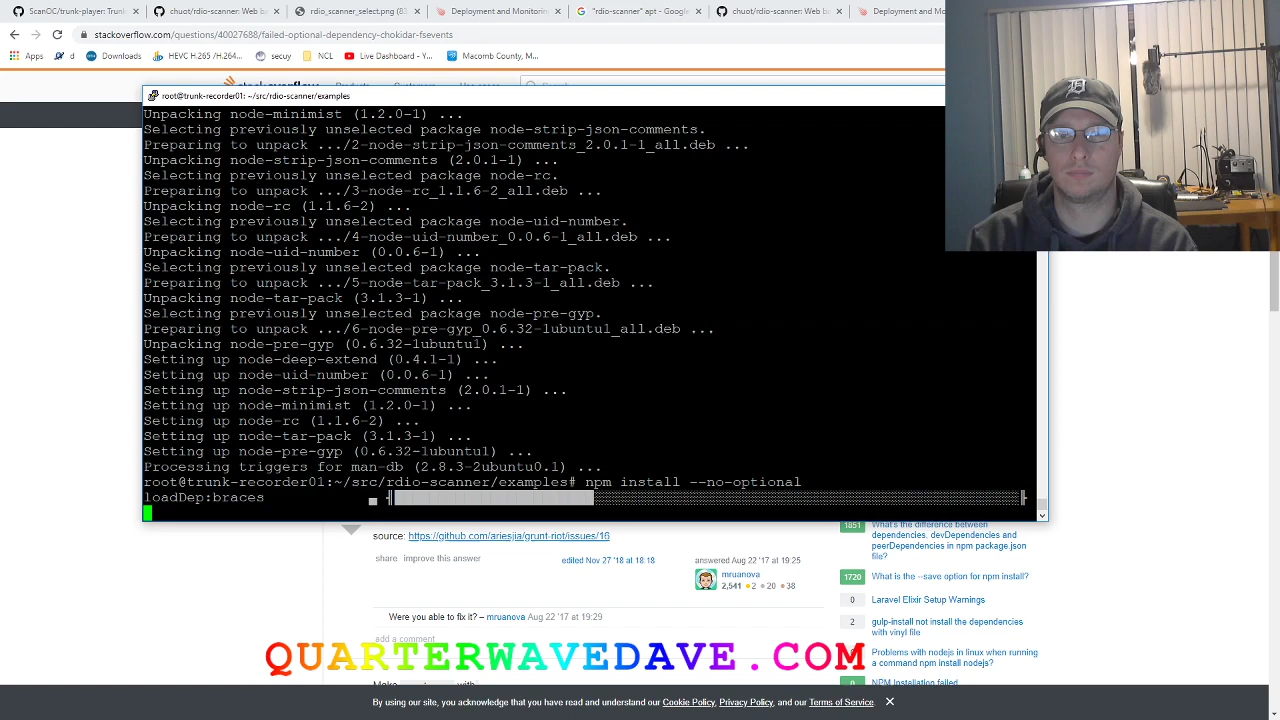 ScanOC/trunk-player: Trunk
chuot/rdio-scanner: Web ba
rdio_scanner_select.png (83
Deployment and Monitoring
"rdio-scanner" apt - Google
chuot/rdio-scanner: Web ba
Deployment and M
stackoverflow.com/questions/40027688/failed-optional-dependency-chokidar-fsevents
Apps
d
Downloads
HEVC H.265 /H.264...
secuy
NCL
Live Dashboard - Y...
Macomb County M...
root@trunk-recorder01: ~/src/rdio-scanner/examples
Unpacking node-minimist (1.2.0-1) ...
Selecting previously unselected package node-strip-json-comments.
Preparing to unpack .../2-node-strip-json-comments_2.0.1-1_all.deb ...
Unpacking node-strip-json-comments (2.0.1-1) ...
Selecting previously unselected package node-rc.
Preparing to unpack .../3-node-rc_1.1.6-2_all.deb ...
Unpacking node-rc (1.1.6-2) ...
Selecting previously unselected package node-uid-number.
Preparing to unpack .../4-node-uid-number_0.0.6-1_all.deb ...
Unpacking node-uid-number (0.0.6-1) ...
Selecting previously unselected package node-tar-pack.
Preparing to unpack .../5-node-tar-pack_3.1.3-1_all.deb ...
Unpacking node-tar-pack (3.1.3-1) ...
Selecting previously unselected package node-pre-gyp.
Preparing to unpack .../6-node-pre-gyp_0.6.32-1ubuntu1_all.deb ...
Unpacking node-pre-gyp (0.6.32-1ubuntu1) ...
Setting up node-deep-extend (0.4.1-1) ...
Setting up node-uid-number (0.0.6-1) ...
Setting up node-strip-json-comments (2.0.1-1) ...
Setting up node-minimist (1.2.0-1) ...
Setting up node-rc (1.1.6-2) ...
Setting up node-tar-pack (3.1.3-1) ...
Setting up node-pre-gyp (0.6.32-1ubuntu1) ...
Processing triggers for man-db (2.8.3-2ubuntu0.1) ...
root@trunk-recorder01:~/src/rdio-scanner/examples# npm install --no-optional
loadDep:braces
source: https://github.com/ariesjia/grunt-riot/issues/16
share improve this answer
edited Nov 27 '18 at 18:18
answered Aug 22 '17 at 19:25
mruanova
2,541 2 20 38
Were you able to fix it? – mruanova Aug 22 '17 at 19:29
add a comment
1851 What's the difference between
dependencies, devDependencies and
peerDependencies in npm package.json
file?
1720 What is the --save option for npm install?
0 Laravel Elixir Setup Warnings
2 gulp-install not install the dependencies
with vinyl file
Problems with nodejs in linux when running
a command npm install nodejs?
0 NPM Installation failed
QUARTERWAVEDAVE.COM
By using our site, you acknowledge that you have read and understand our Cookie Policy, Privacy Policy, and our Terms of Service.